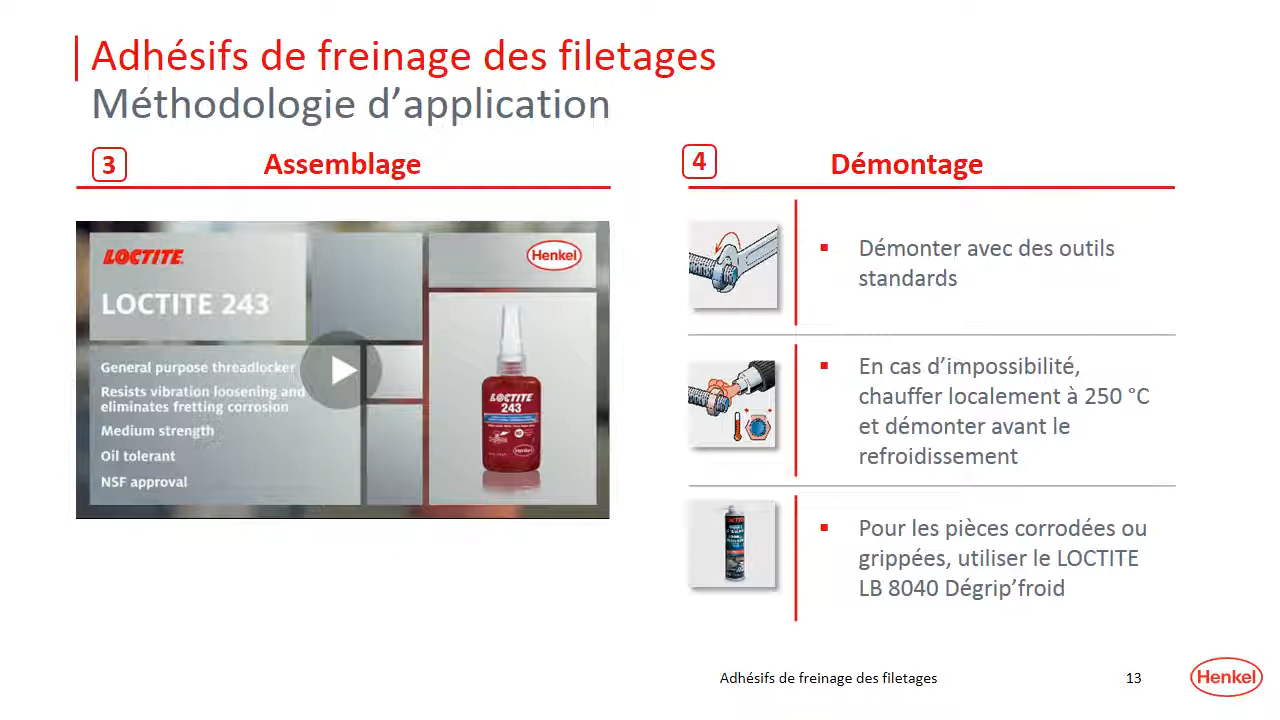 Adhésifs de freinage des filetages
Méthodologie d’application
3
Assemblage
LOCTITE
Henkel
LOCTITE 243
General purpose threadlocker
Resists vibration loosening and
eliminates fretting corrosion
Medium strength
Oil tolerant
NSF approval
LOCTITE
243
Henkel
4
Démontage
Démonter avec des outils
standards
En cas d’impossibilité,
chauffer localement à 250 °C
et démonter avant le
refroidissement
Pour les pièces corrodées ou
grippées, utiliser le LOCTITE
LB 8040 Dégrip’froid
Adhésifs de freinage des filetages
13
Henkel